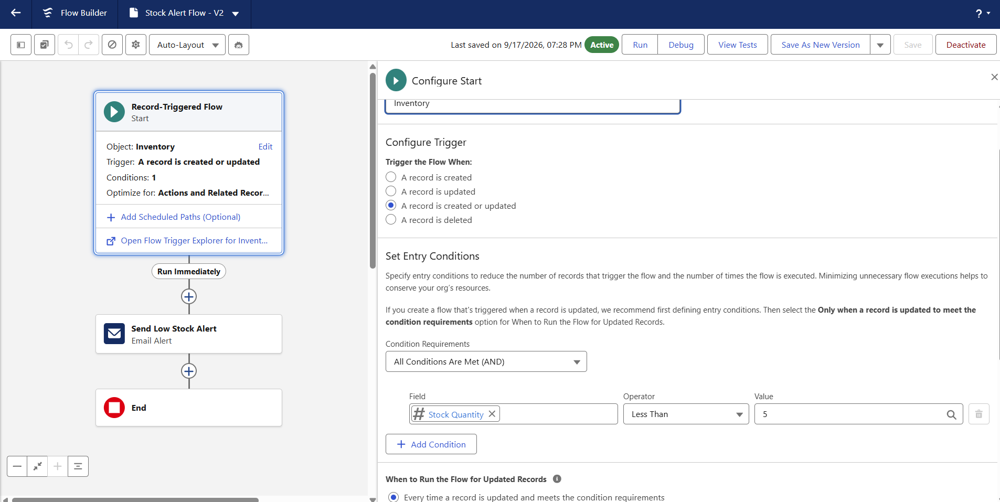 Flow Builder
Stock Alert Flow - V2
?
Auto-Layout
Last saved on 9/17/2026, 07:28 PM
Active
Run
Debug
View Tests
Save As New Version
Save
Deactivate
Record-Triggered Flow
Start
Object: Inventory
Edit
Trigger: A record is created or updated
Conditions: 1
Optimize for: Actions and Related Recor...
Add Scheduled Paths (Optional)
Open Flow Trigger Explorer for Invent...
Run Immediately
Send Low Stock Alert
Email Alert
End
Configure Start
Inventory
Configure Trigger
Trigger the Flow When:
A record is created
A record is updated
A record is created or updated
A record is deleted
Set Entry Conditions
Specify entry conditions to reduce the number of records that trigger the flow and the number of times the flow is executed. Minimizing unnecessary flow executions helps to
conserve your org's resources.
If you create a flow that's triggered when a record is updated, we recommend first defining entry conditions. Then select the Only when a record is updated to meet the
condition requirements option for When to Run the Flow for Updated Records.
Condition Requirements
All Conditions Are Met (AND)
Field
Operator
Value
# Stock Quantity
Less Than
5
Add Condition
When to Run the Flow for Updated Records
Every time a record is updated and meets the condition requirements